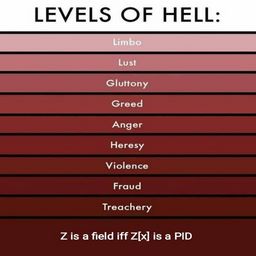 LEVELS OF HELL:
Limbo
Lust
Gluttony
Greed
Anger
Heresy
Violence
Fraud
Treachery
Z is a field iff Z[x] is a PID